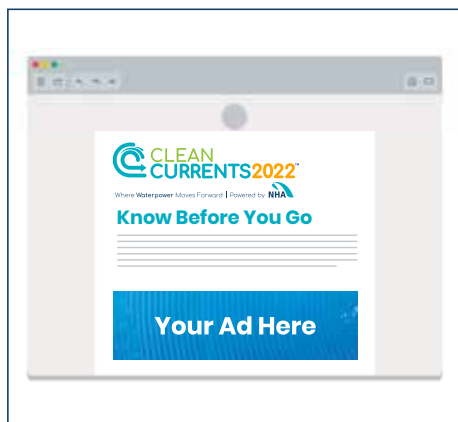 CLEAN
CURRENTS2022™
Where Waterpower Moves Forward | Powered by NHA
Know Before You Go
Your Ad Here